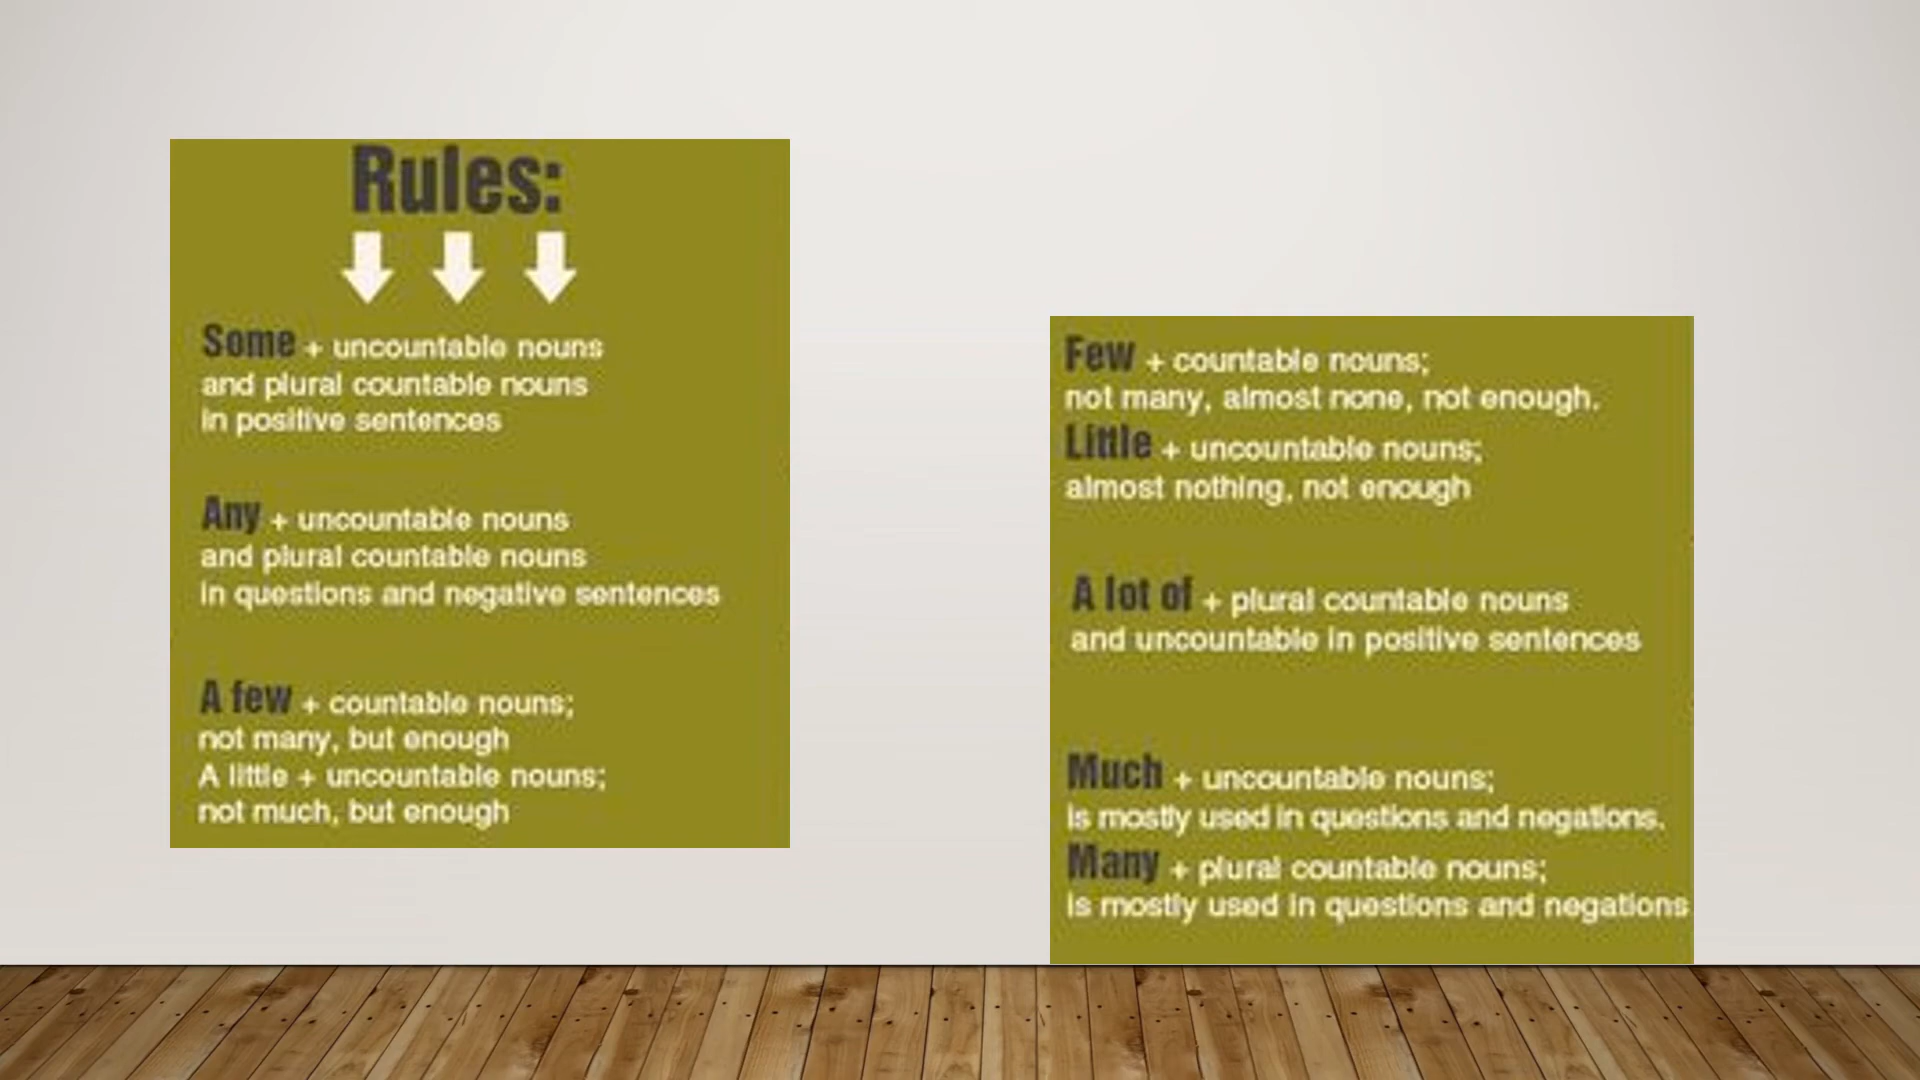 Rules:
Some + uncountable nouns
and plural countable nouns
in positive sentences
Any + uncountable nouns
and plural countable nouns
in questions and negative sentences
A few + countable nouns;
not many, but enough
A little + uncountable nouns;
not much, but enough
Few + countable nouns;
not many, almost none, not enough.
Little + uncountable nouns;
almost nothing, not enough
A lot of + plural countable nouns
and uncountable in positive sentences
Much + uncountable nouns;
is mostly used in questions and negations.
Many + plural countable nouns;
is mostly used in questions and negations